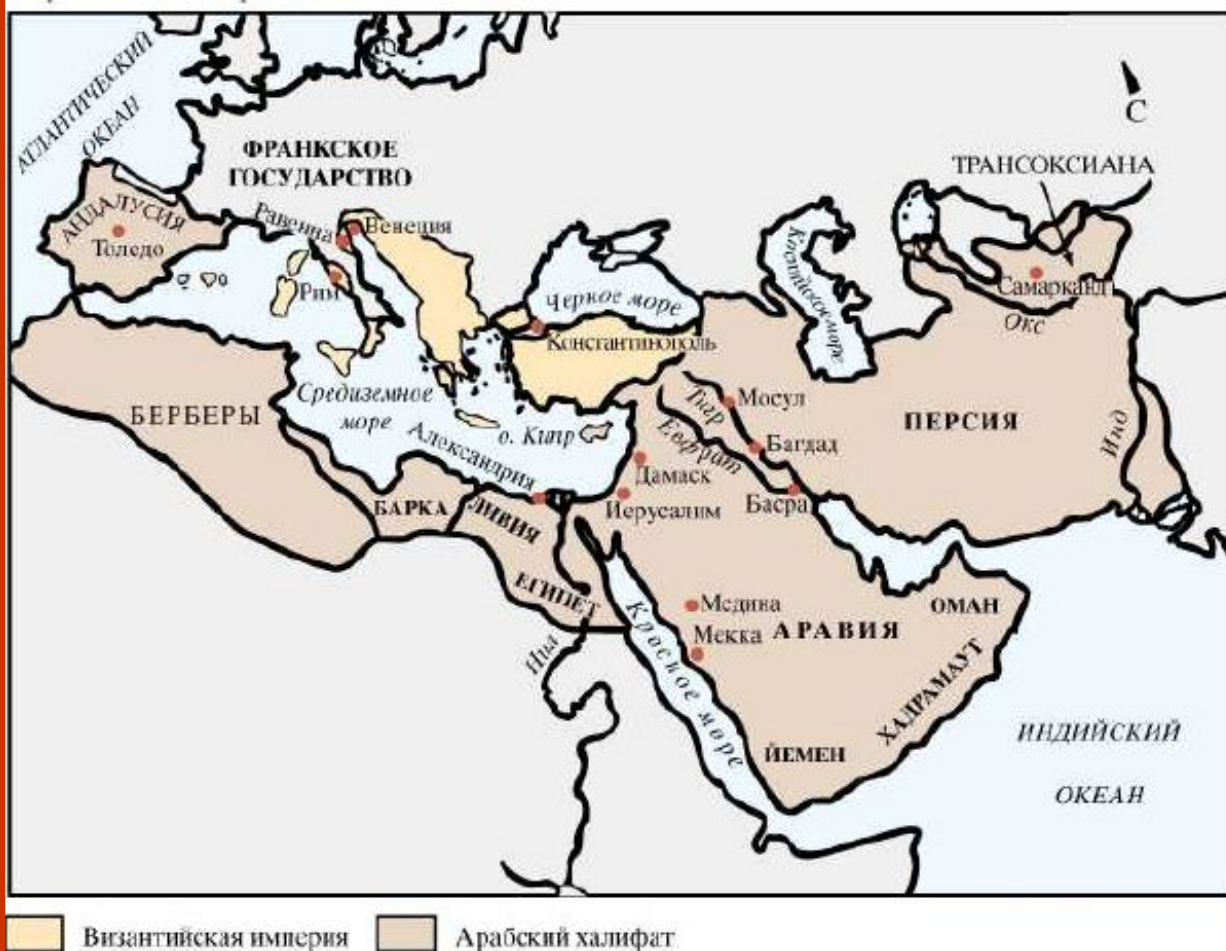 АТЛАНТИЧЕСКИЙ
ОКЕАН
ФРАНКСКОЕ
ГОСУДАРСТВО
С
ТРАНСОКСИАНА
АНДАЛУСИЯ
Толедо
Равенна
Венеция
Рим
Черное море
Константинополь
Каспийское море
Самарканд
Окс
БЕРБЕРЫ
Средиземное
море
о. Кипр
Александрия
Тигр
Евфрат
Мосул
Багдад
Дамаск
Иерусалим
Басра
ПЕРСИЯ
Инд
БАРКА
ЛИВИЯ
ЕГИПЕТ
Нил
Красное море
Медина
Мекка
АРАВИЯ
ОМАН
ХАДРАМАУТ
ЙЕМЕН
ИНДИЙСКИЙ
ОКЕАН
Византийская империя
Арабский халифат